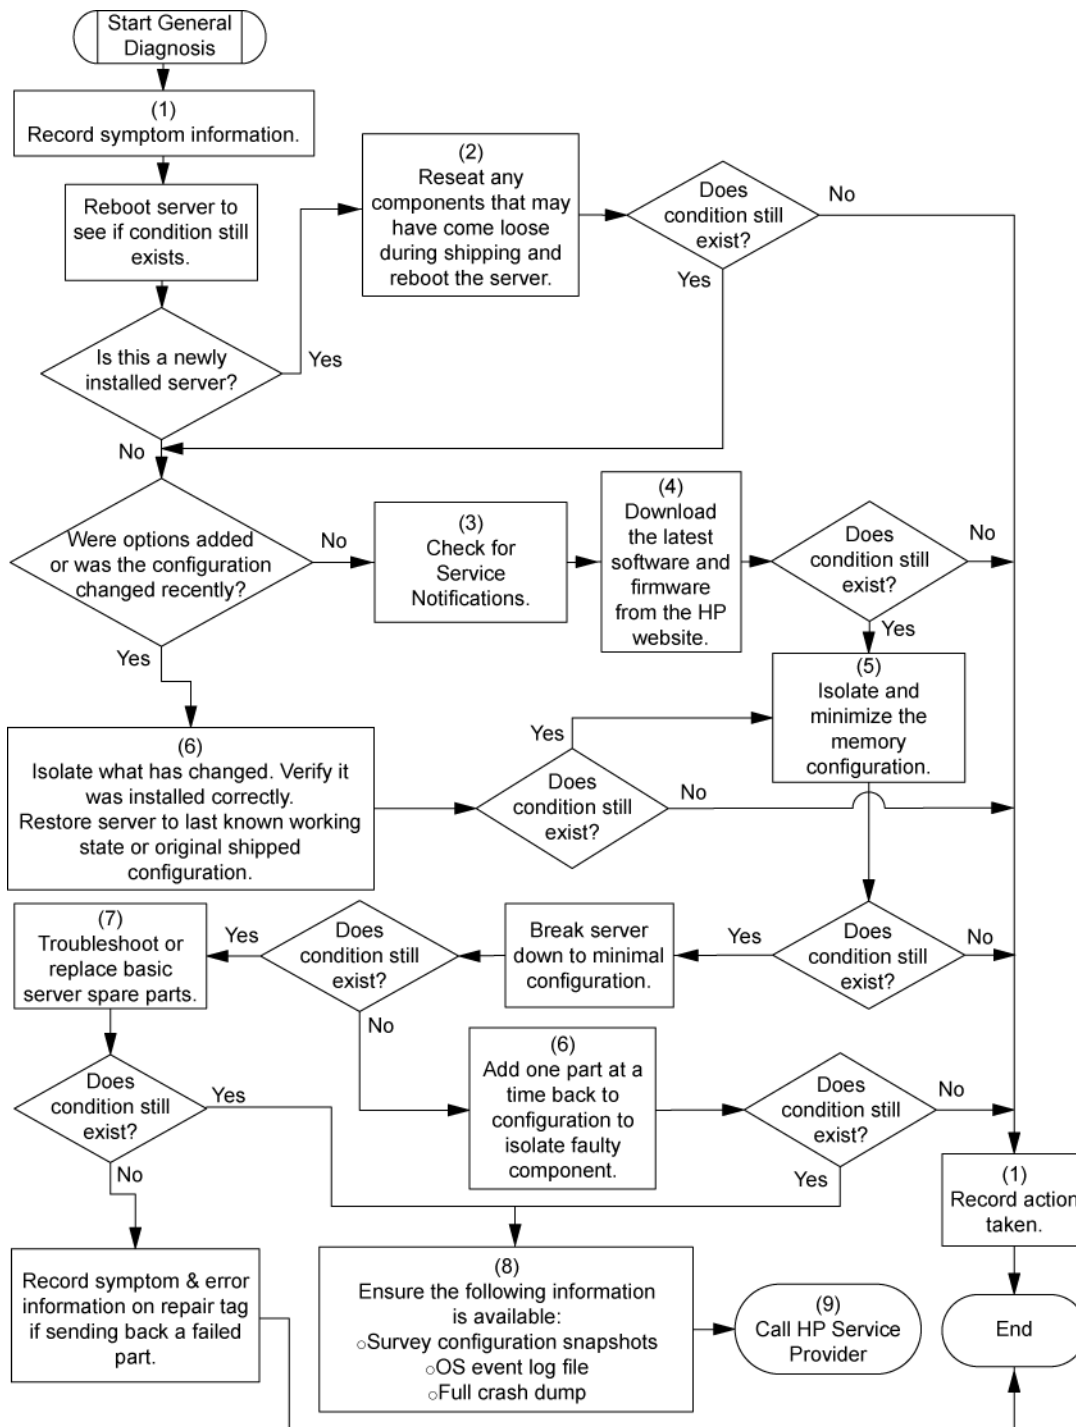 Start General
Diagnosis
(1)
Record symptom information.
Reboot server to
see if condition still
exists.
(2)
Reseat any
components that may
have come loose
during shipping and
reboot the server.
Does
condition still
exist?
No
Yes
Is this a newly
installed server?
Yes
No
Were options added
or was the configuration
changed recently?
No
Yes
(3)
Check for
Service
Notifications.
(4)
Download
the latest
software and
firmware
from the HP
website.
Does
condition still
exist?
No
Yes
(5)
Isolate and
minimize the
memory
configuration.
(6)
Isolate what has changed. Verify it
was installed correctly.
Restore server to last known working
state or original shipped
configuration.
Yes
Does
condition still
exist?
No
(7)
Troubleshoot or
replace basic
server spare parts.
Yes
Does
condition still
exist?
No
Break server
down to minimal
configuration.
Yes
Does
condition still
exist?
No
(6)
Add one part at a
time back to
configuration to
isolate faulty
component.
Does
condition still
exist?
No
Yes
Does
condition still
exist?
Yes
No
(1)
Record action
taken.
Record symptom & error
information on repair tag
if sending back a failed
part.
(8)
Ensure the following information
is available:
○Survey configuration snapshots
○OS event log file
○Full crash dump
(9)
Call HP Service
Provider
End